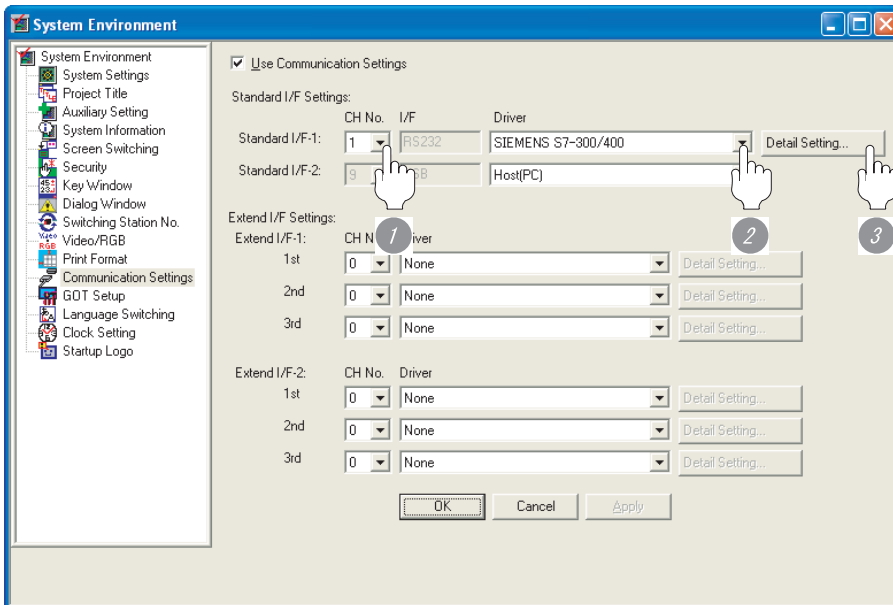 System Environment
System Environment
System Settings
Project Title
Auxiliary Setting
System Information
Screen Switching
Security
Key Window
Dialog Window
Switching Station No.
Video/RGB
Print Format
Communication Settings
GOT Setup
Language Switching
Clock Setting
Startup Logo
Use Communication Settings
Standard I/F Settings:
CH No. I/F Driver
Standard I/F-1: 1 RS232 SIEMENS S7-300/400 Detail Setting...
Standard I/F-2: 9 Host(PC)
1 2 3
Extend I/F Settings:
Extend I/F-1: CH Driver
1st 0 None Detail Setting...
2nd 0 None Detail Setting...
3rd 0 None Detail Setting...
Extend I/F-2: CH No. Driver
1st 0 None Detail Setting...
2nd 0 None Detail Setting...
3rd 0 None Detail Setting...
OK Cancel Apply